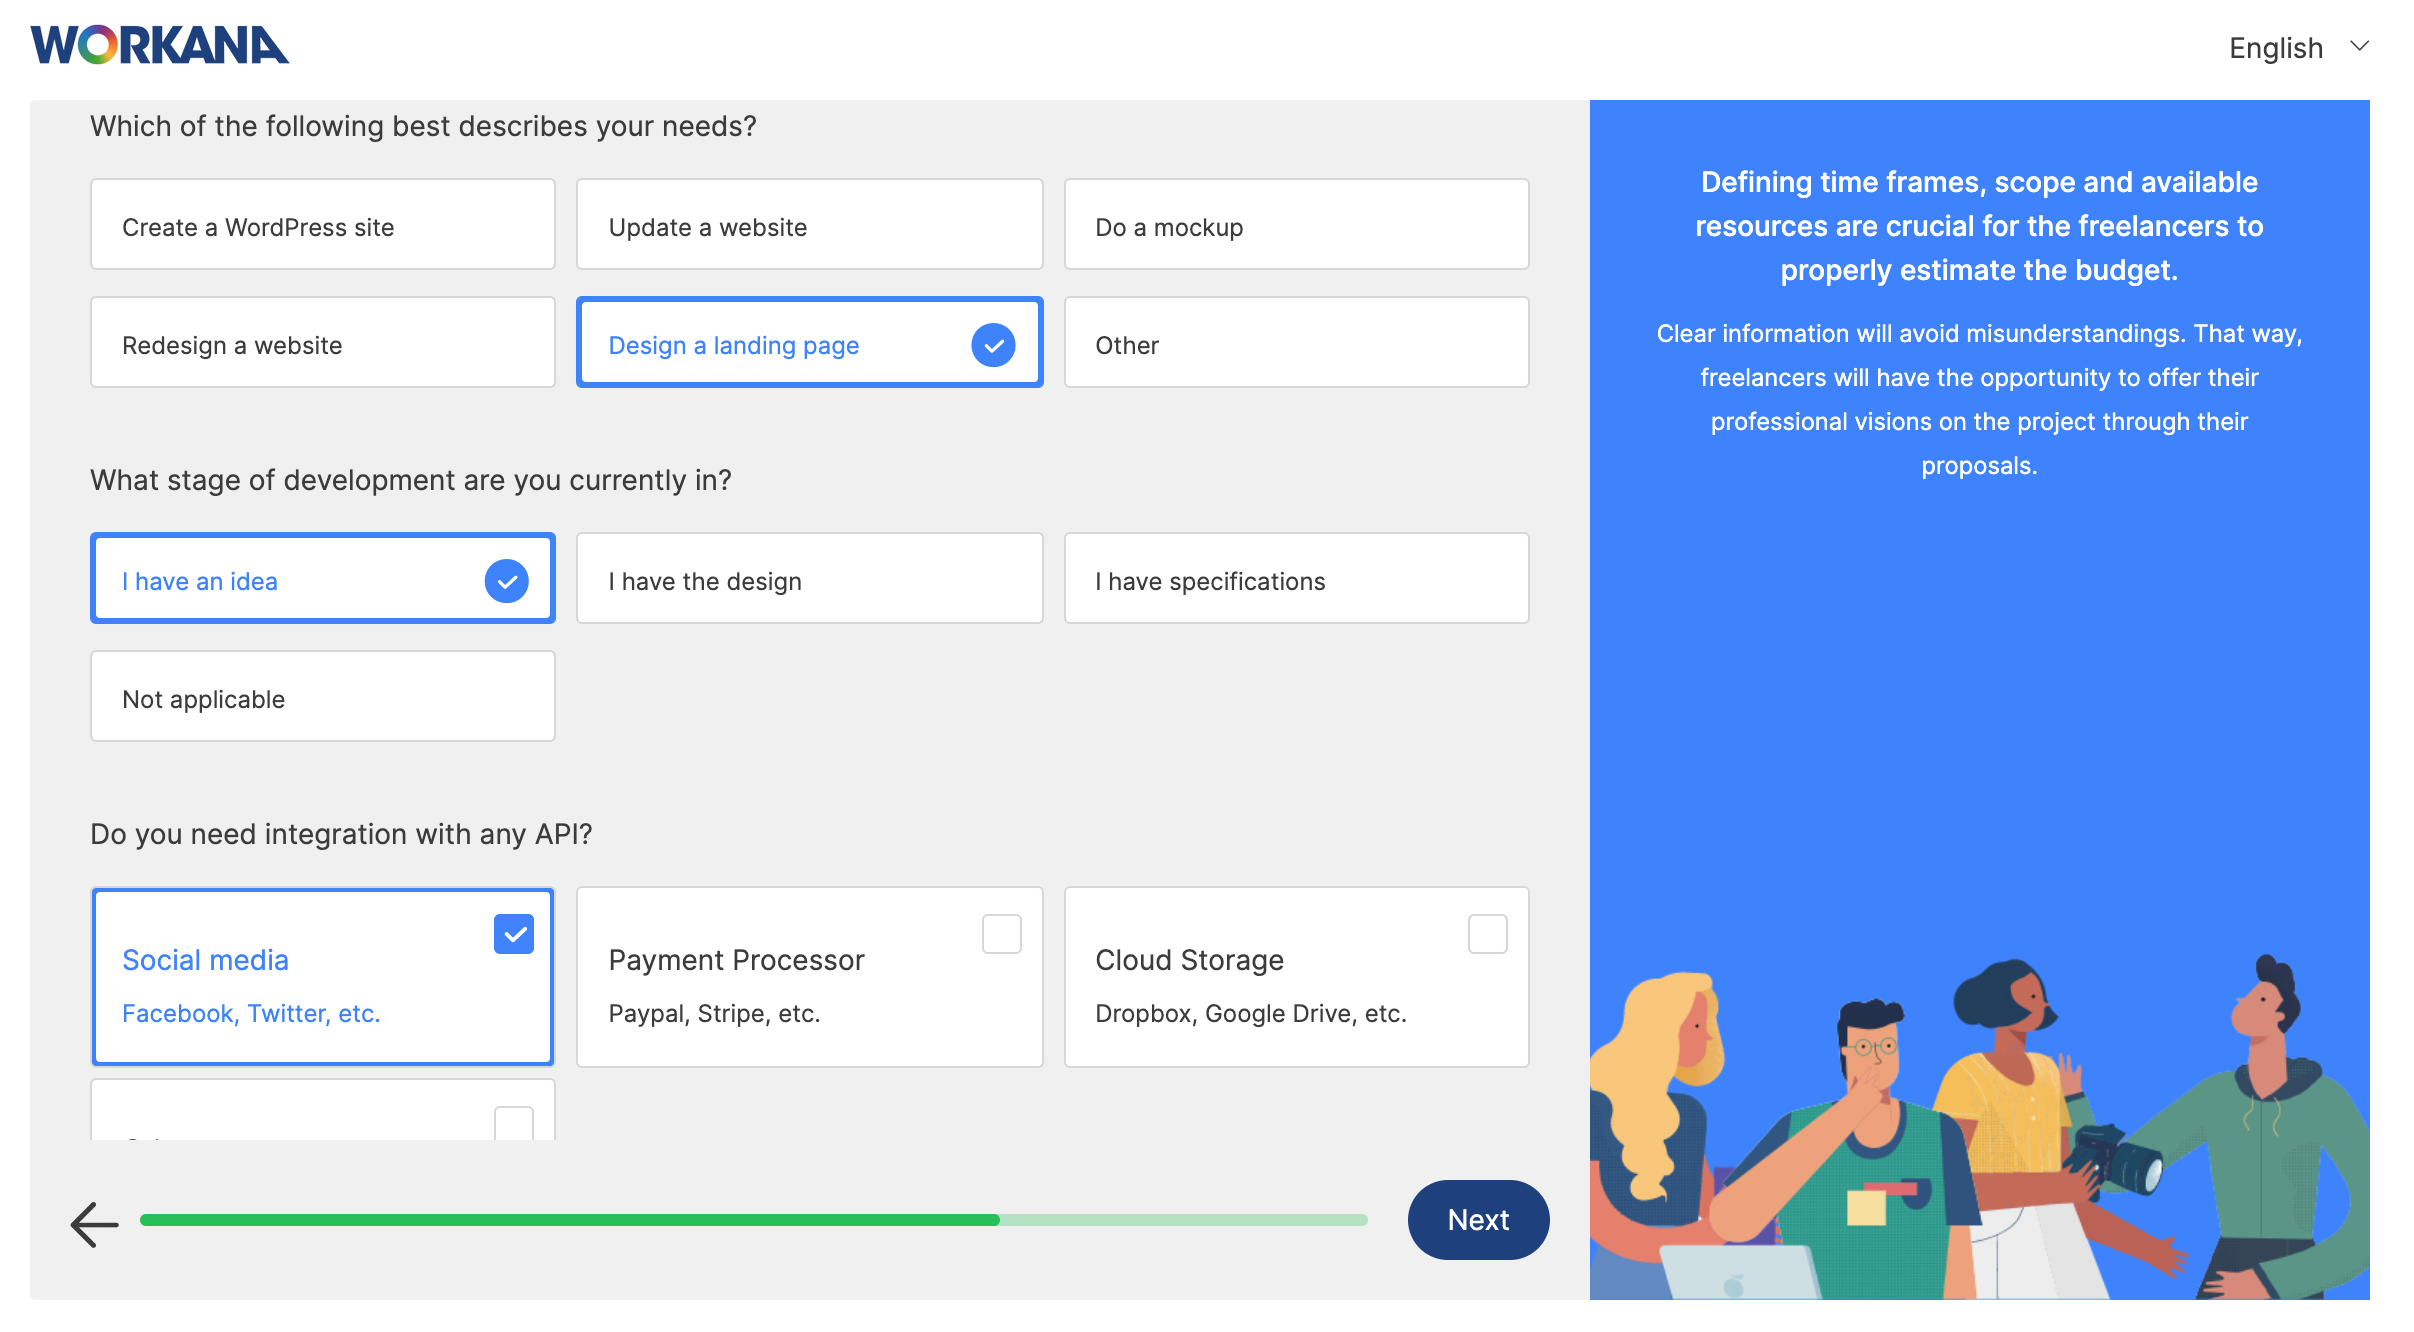 WORKANA
English
Which of the following best describes your needs?
Create a WordPress site
Update a website
Do a mockup
Redesign a website
Design a landing page
Other
What stage of development are you currently in?
I have an idea
I have the design
I have specifications
Not applicable
Do you need integration with any API?
Social media
Facebook, Twitter, etc.
Payment Processor
Paypal, Stripe, etc.
Cloud Storage
Dropbox, Google Drive, etc.
Next
Defining time frames, scope and available
resources are crucial for the freelancers to
properly estimate the budget.
Clear information will avoid misunderstandings. That way,
freelancers will have the opportunity to offer their
professional visions on the project through their
proposals.